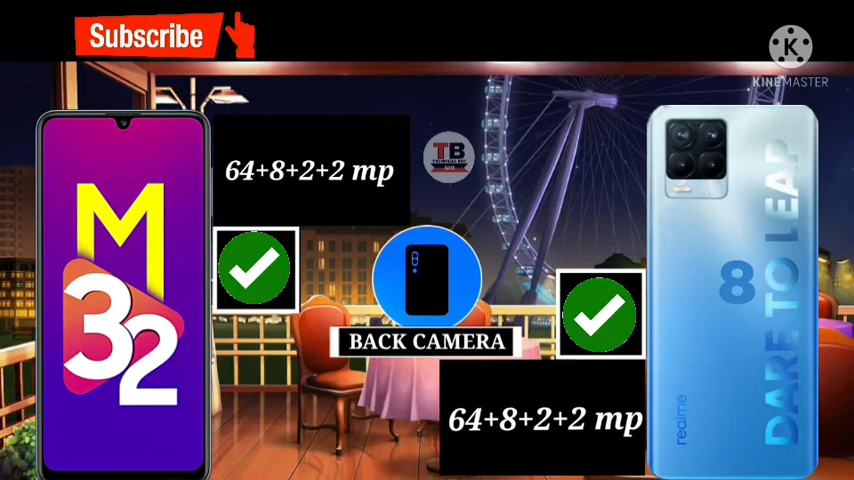 Subscribe
K
KINEMASTER
64+8+2+2 mp
TB
M
32
BACK CAMERA
64+8+2+2 mp
8
DARE TO LEAP
realme